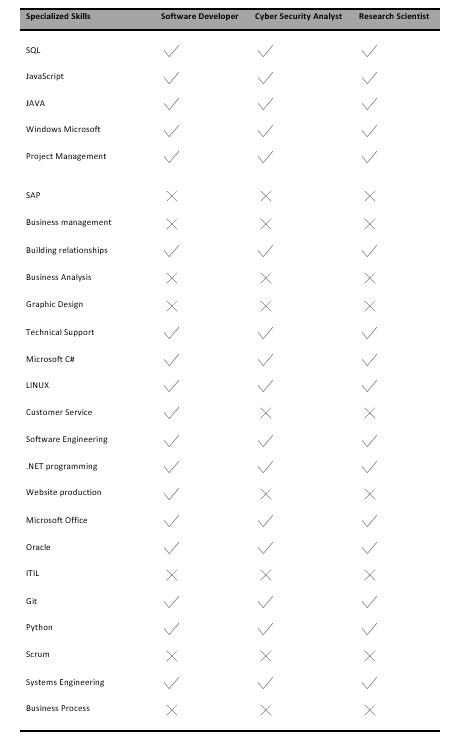 Specialized Skills Software Developer Cyber Security Analyst Research Scientist
SQL ✓ ✓ ✓
JavaScript ✓ ✓ ✓
JAVA ✓ ✓ ✓
Windows Microsoft ✓ ✓ ✓
Project Management ✓ ✓ ✓
SAP ✗ ✗ ✗
Business management ✗ ✗ ✗
Building relationships ✓ ✓ ✓
Business Analysis ✗ ✗ ✗
Graphic Design ✗ ✗ ✗
Technical Support ✓ ✓ ✓
Microsoft C# ✓ ✓ ✓
LINUX ✓ ✓ ✓
Customer Service ✓ ✗ ✗
Software Engineering ✓ ✓ ✓
.NET programming ✓ ✓ ✓
Website production ✓ ✗ ✗
Microsoft Office ✓ ✓ ✓
Oracle ✓ ✓ ✓
ITIL ✗ ✗ ✗
Git ✓ ✓ ✓
Python ✓ ✓ ✓
Scrum ✗ ✗ ✗
Systems Engineering ✓ ✓ ✓
Business Process ✗ ✗ ✗